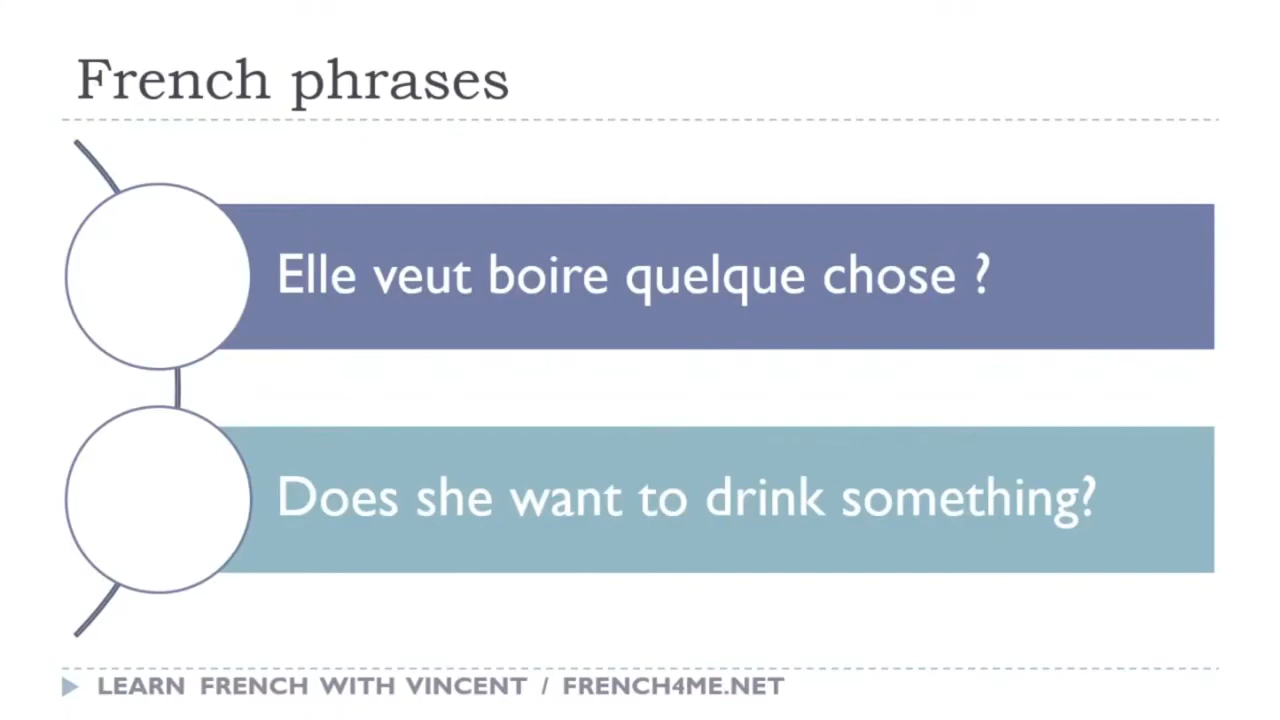 French phrases
Elle veut boire quelque chose ?
Does she want to drink something?
LEARN FRENCH WITH VINCENT / FRENCH4ME.NET